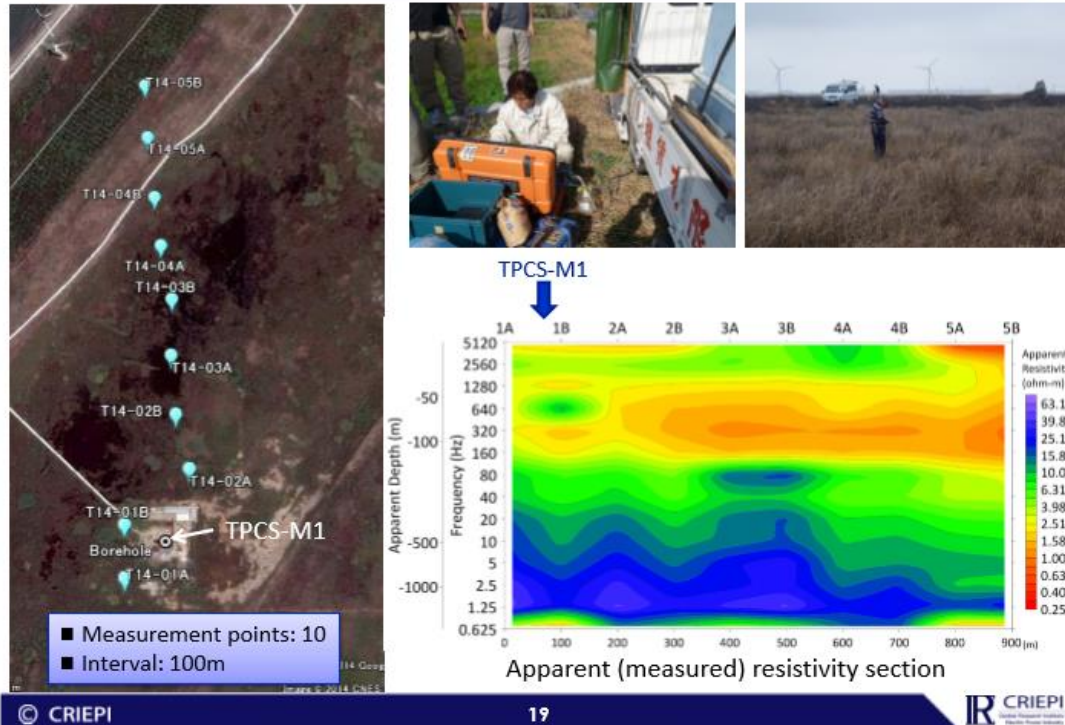 T14-05B
T14-05A
T14-04B
T14-04A
T14-03B
T14-03A
T14-02B
T14-02A
T14-01B
TPCS-M1
Borehole
T14-01A
■ Measurement points: 10
■ Interval: 100m
TPCS-M1
1A 1B 2A 2B 3A 3B 4A 4B 5A 5B
Apparent Depth (m)
-50
-100
-500
-1000
Frequency (Hz)
5120
2560
1280
640
320
160
80
40
20
10
5
2.5
1.25
0.625
0 100 200 300 400 500 600 700 800 900 (m)
Apparent
Resistivity
(ohm-m)
63.1
39.8
25.1
15.8
10.0
6.31
3.98
2.51
1.58
1.00
0.63
0.40
0.25
Apparent (measured) resistivity section
© CRIEPI
19
CRIEPI